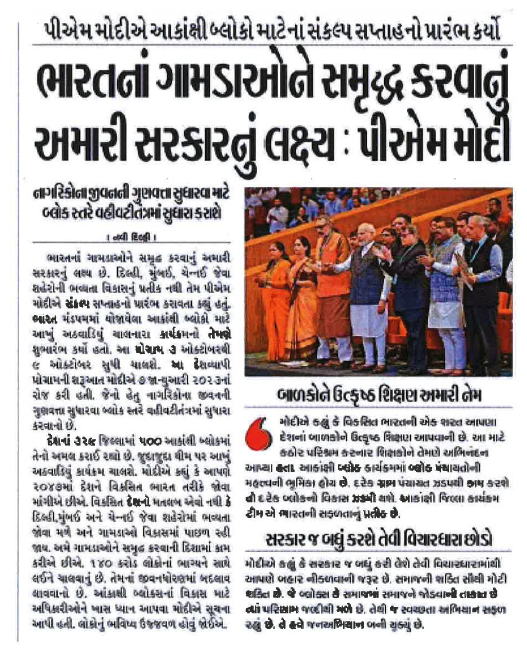 પીએમ મોદીએ આકાંક્ષી બ્લોકો માટેનાં સંકલ્પ સપ્તાહનો પ્રારંભ કર્યો
ભારતનાં ગામડાઓને સમૃદ્ધ કરવાનું
અમારી સરકારનું લક્ષ્ય : પીએમ મોદી
નાગરિકોના જીવનની ગુણવત્તા સુધારવા માટે
બ્લોક સ્તરે વહીવટીતંત્રમાં સુધારા કરાશે
। નવી દિલ્હી ।
ભારતનાં ગામડાઓને સમૃદ્ધ કરવાનું અમારી
સરકારનું લક્ષ્ય છે. દિલ્હી, મુંબઈ, ચેન્નઈ જેવા
શહેરોની ભવ્યતા વિકાસનું પ્રતીક નથી તેમ પીએમ
મોદીએ સંકલ્પ સપ્તાહનો પ્રારંભ કરાવતા કહ્યું હતું.
ભારત મંડપમમાં યોજાયેલા આકાંક્ષી બ્લોકો માટે
આખું અઠવાડિયું ચાલનારા કાર્યક્રમનો તેમણે
શુભારંભ કર્યો હતો. આ પ્રોગ્રામ ૩ ઓક્ટોબરથી
૯ ઓક્ટોબર સુધી ચાલશે. આ દેશવ્યાપી
પ્રોગ્રામની શરૂઆત મોદીએ ૭ જાન્યુઆરી ૨૦૨૩નાં
રોજ કરી હતી. જેનો હેતુ નાગરિકોના જીવનની
ગુણવત્તા સુધારવા બ્લોક સ્તરે વહીવટીતંત્રમાં સુધારા
કરવાનો છે.
દેશનાં ૩૨૯ જિલ્લામાં ૫૦૦ આકાંક્ષી બ્લોકમાં
તેનો અમલ કરાઈ રહ્યો છે. જુદાજુદા થીમ પર આખું
અઠવાડિયું કાર્યક્રમ ચાલશે. મોદીએ કહ્યું કે આપણે
૨૦૪૭માં દેશને વિકસિત ભારત તરીકે જોવા
માંગીએ છીએ. વિકસિત દેશનો મતલબ એવો નથી કે
દિલ્હી,મુંબઈ અને ચેન્નઈ જેવા શહેરોમાં ભવ્યતા
જોવા મળે અને ગામડાઓ વિકાસમાં પાછળ રહી
જાય. અમે ગામડાઓને સમૃદ્ધ કરવાની દિશામાં કામ
કરીએ છીએ. ૧૪૦ કરોડ લોકોનાં ભાગ્યને સાથે
લઈને ચાલવાનું છે. તેમનાં જીવનધોરણમાં બદલાવ
લાવવાનો છે. આંકાક્ષી બ્લોક્સનાં વિકાસ માટે
અધિકારીઓને ખાસ ધ્યાન આપવા મોદીએ સૂચના
આપી હતી. લોકોનું ભવિષ્ય ઉજ્જવળ હોવું જોઈએ.
બાળકોને ઉત્કૃષ્ઠ શિક્ષણ અમારી નેમ
મોદીએ કહ્યું કે વિકસિત ભારતની એક શરત આપણા
દેશનાં બાળકોને ઉત્કૃષ્ઠ શિક્ષણ આપવાની છે. આ માટે
કઠોર પરિશ્રમ કરનાર શિક્ષકોને તેમણે અભિનંદન
આપ્યા હતા. આકાંક્ષી બ્લોક કાર્યક્રમમાં બ્લોક પંચાયતોની
મહત્ત્વની ભૂમિકા હોય છે. દરેક ગ્રામ પંચાયત ઝડપથી કામ કરશે
તો દરેક બ્લોકનો વિકાસ ઝડપી થશે. આકાંક્ષી જિલ્લા કાર્યક્રમ
ટીમ એ ભારતની સફળતાનું પ્રતીક છે.
સરકાર જ બધું કરશે તેવી વિચારધારા છોડો
મોદીએ કહ્યું કે સરકાર જ બધું કરી લેશે તેવી વિચારધારામાંથી
આપણે બહાર નીકળવાની જરૂર છે. સમાજની શક્તિ સૌથી મોટી
શક્તિ છે. જે બ્લોક્સ કે સમાજમાં સમાજને જોડવાની તાકાત છે
ત્યાં પરિણામ જલ્દીથી મળે છે. તેથી જ સ્વચ્છતા અભિયાન સફળ
રહ્યું છે. તે હવે જનઅભિયાન બની ચુક્યું છે.